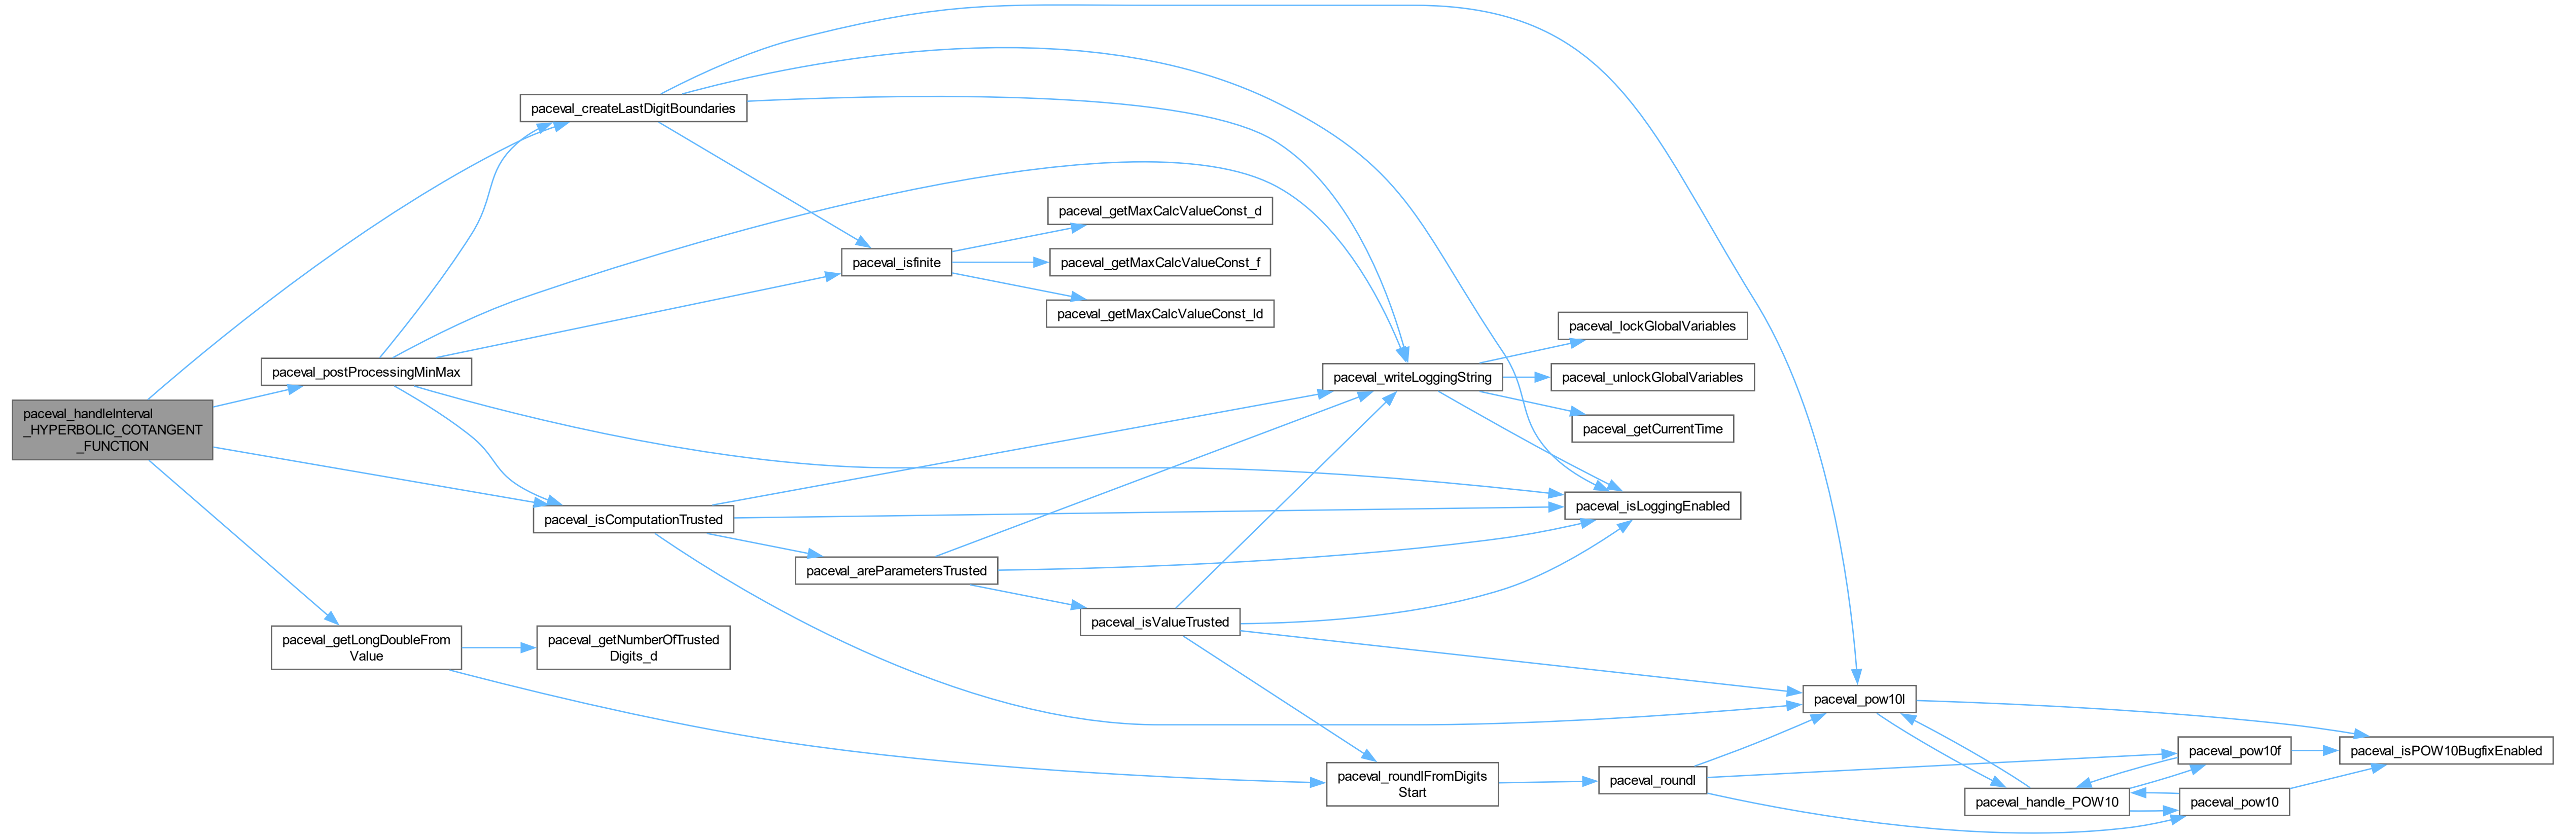 paceval_createLastDigitBoundaries
paceval_getMaxCalcValueConst_d
paceval_isfinite
paceval_getMaxCalcValueConst_f
paceval_getMaxCalcValueConst_ld
paceval_lockGlobalVariables
paceval_postProcessingMinMax
paceval_writeLoggingString
paceval_unlockGlobalVariables
paceval_handleInterval
_HYPERBOLIC_COTANGENT
_FUNCTION
paceval_getCurrentTime
paceval_isComputationTrusted
paceval_isLoggingEnabled
paceval_areParametersTrusted
paceval_isValueTrusted
paceval_getLongDoubleFrom
Value
paceval_getNumberOfTrusted
Digits_d
paceval_pow10l
paceval_roundlFromDigits
Start
paceval_roundl
paceval_pow10f
paceval_isPOW10BugfixEnabled
paceval_handle_POW10
paceval_pow10